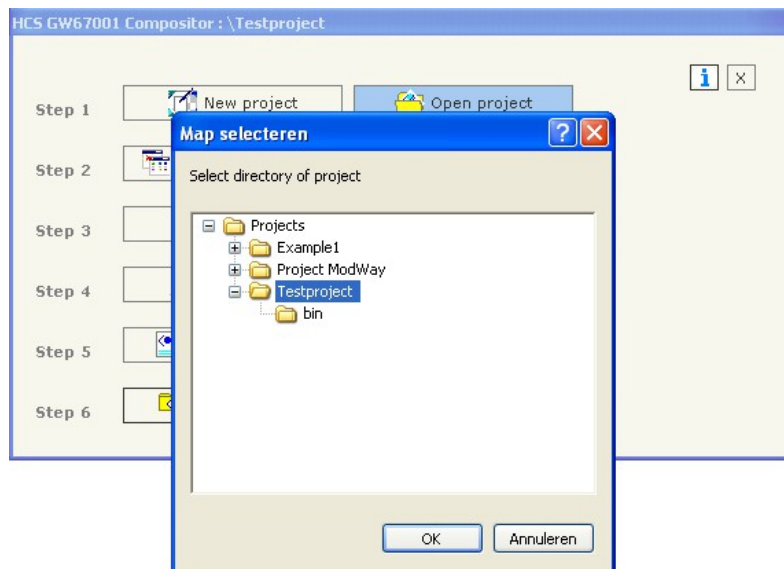 HCS GW67001 Compositor : \Testproject
Step 1
New project
Open project
Map selecteren
Step 2
Select directory of project
Step 3
Projects
Example1
Project ModWay
Step 4
Testproject
bin
Step 5
Step 6
OK
Annuleren